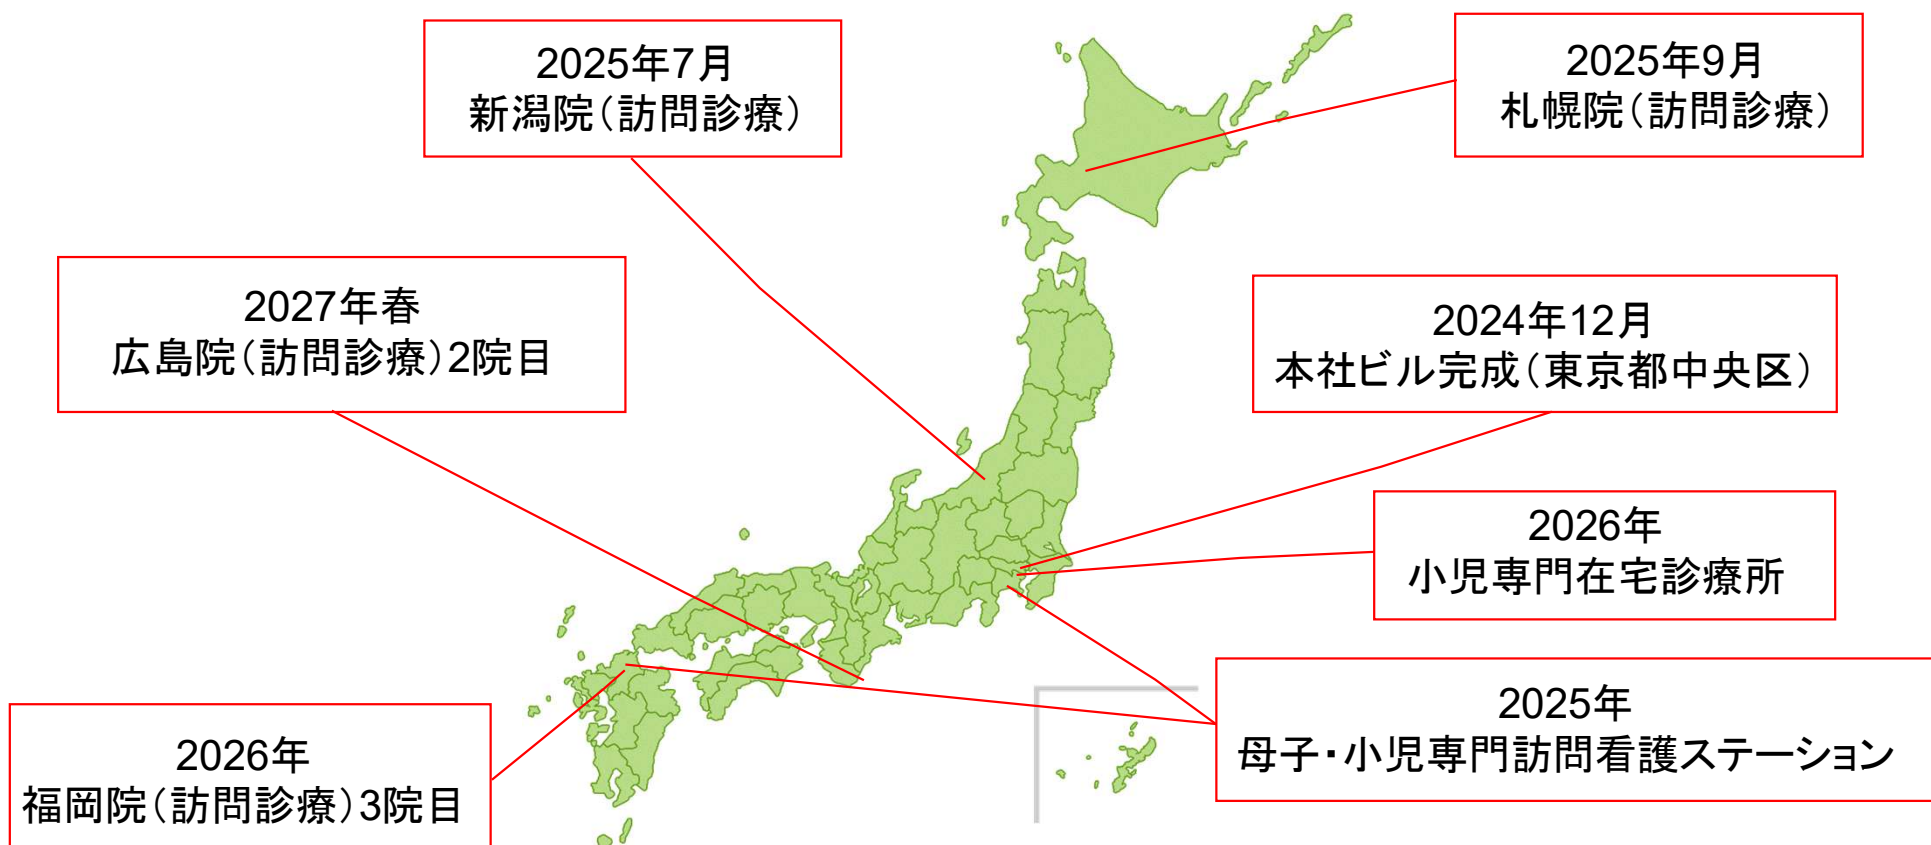 2025年7月
新潟院（訪問診療）
2025年9月
札幌院（訪問診療）
2027年春
広島院（訪問診療）2院目
2024年12月
本社ビル完成（東京都中央区）
2026年
小児専門在宅診療所
2025年
母子・小児専門訪問看護ステーション
2026年
福岡院（訪問診療）3院目